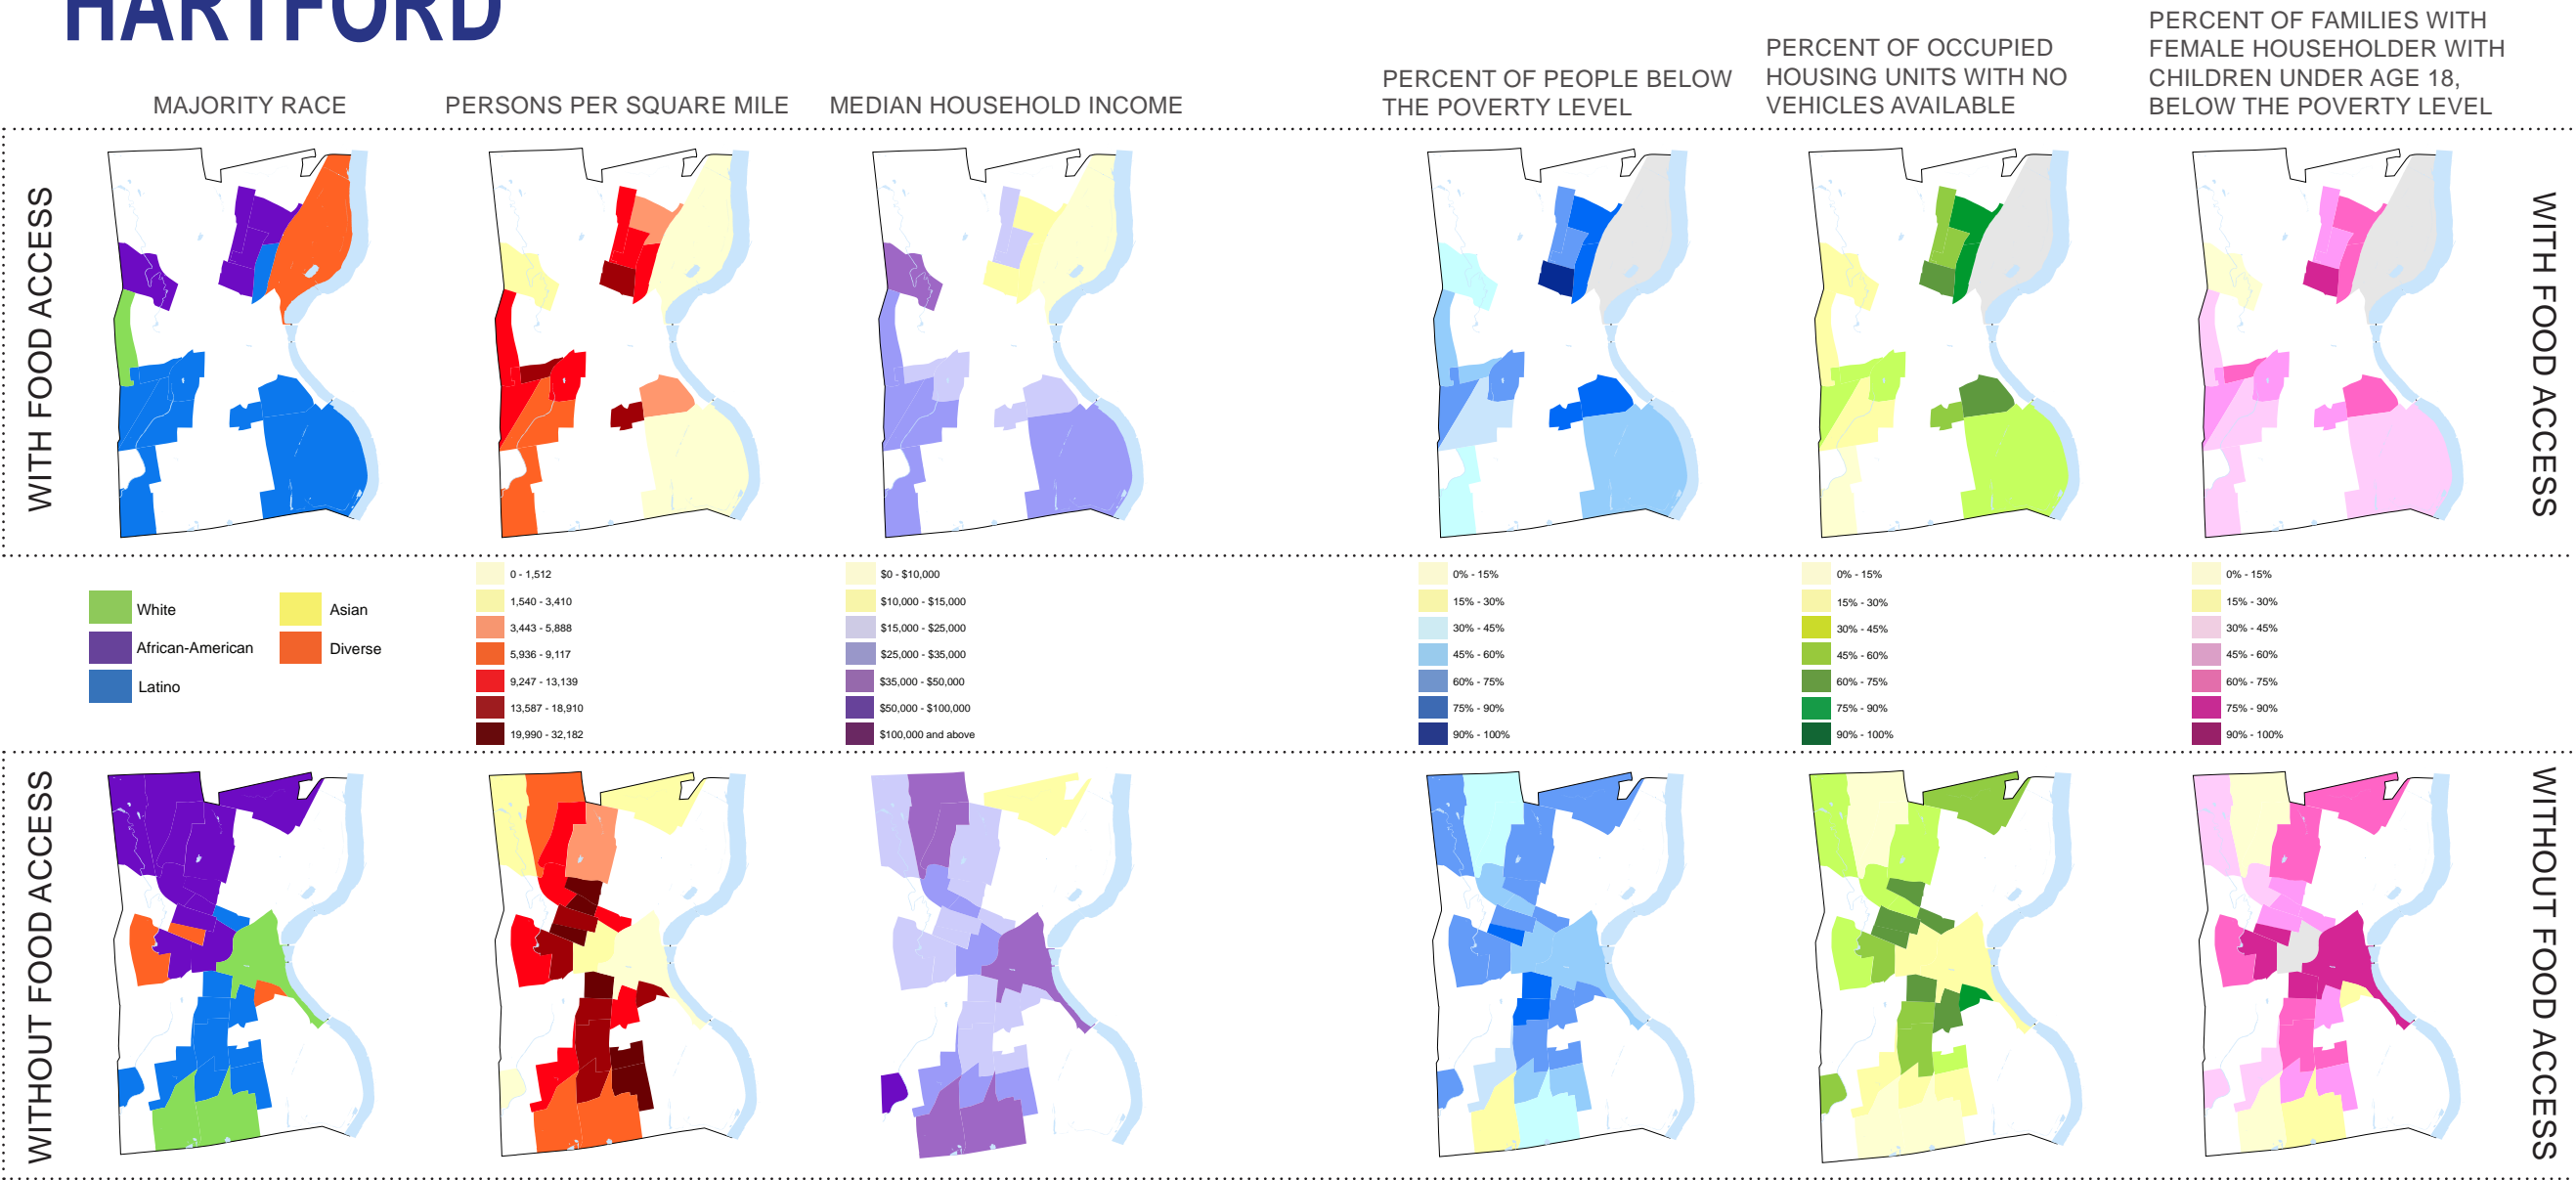 HARTFORD
MAJORITY RACE
PERSONS PER SQUARE MILE
MEDIAN HOUSEHOLD INCOME
PERCENT OF PEOPLE BELOW
THE POVERTY LEVEL
PERCENT OF OCCUPIED
HOUSING UNITS WITH NO
VEHICLES AVAILABLE
PERCENT OF FAMILIES WITH
FEMALE HOUSEHOLDER WITH
CHILDREN UNDER AGE 18,
BELOW THE POVERTY LEVEL
WITH FOOD ACCESS
WITH FOOD ACCESS
White
African-American
Latino
Asian
Diverse
0 - 1,512
1,540 - 3,410
3,443 - 5,888
5,936 - 9,117
9,247 - 13,139
13,587 - 18,910
19,990 - 32,182
$0 - $10,000
$10,000 - $15,000
$15,000 - $25,000
$25,000 - $35,000
$35,000 - $50,000
$50,000 - $100,000
$100,000 and above
0% - 15%
15% - 30%
30% - 45%
45% - 60%
60% - 75%
75% - 90%
90% - 100%
0% - 15%
15% - 30%
30% - 45%
45% - 60%
60% - 75%
75% - 90%
90% - 100%
0% - 15%
15% - 30%
30% - 45%
45% - 60%
60% - 75%
75% - 90%
90% - 100%
WITHOUT FOOD ACCESS
WITHOUT FOOD ACCESS